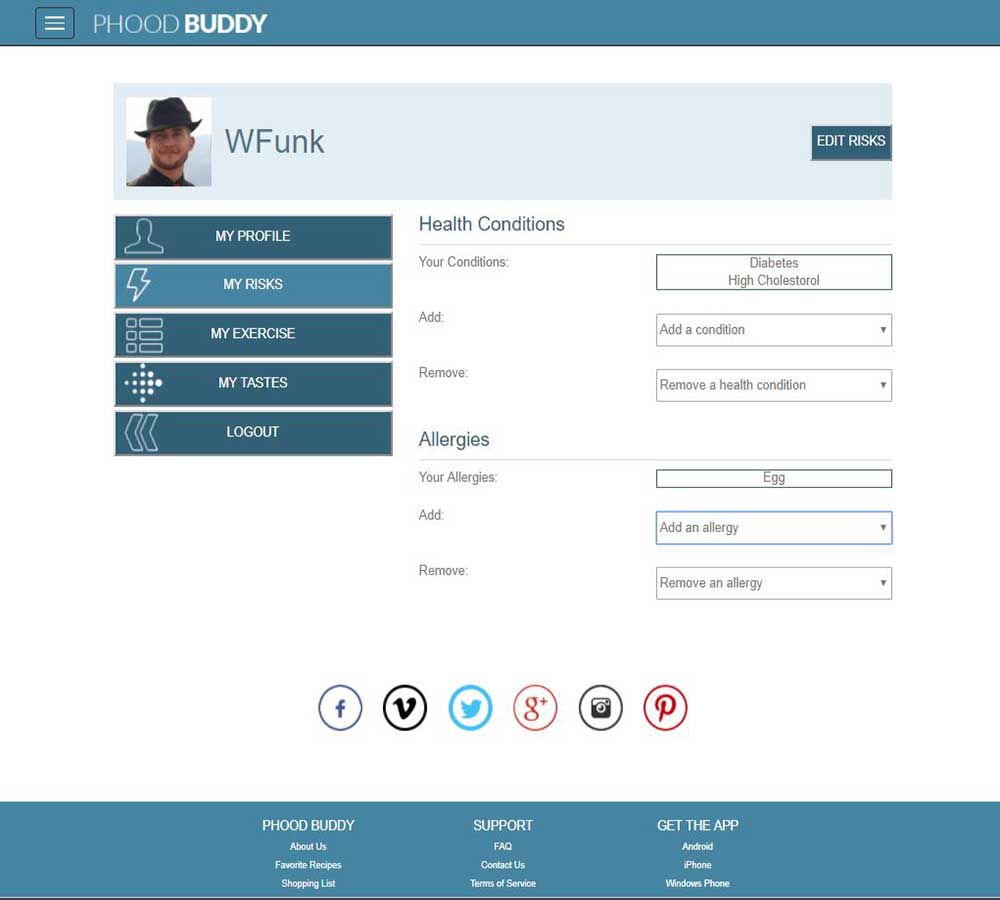 PHOOD BUDDY
WFunk
EDIT RISKS
MY PROFILE
MY RISKS
MY EXERCISE
MY TASTES
LOGOUT
Health Conditions
Your Conditions:
Diabetes
High Cholestorol
Add:
Add a condition
Remove:
Remove a health condition
Allergies
Your Allergies:
Egg
Add:
Add an allergy
Remove:
Remove an allergy
PHOOD BUDDY
About Us
Favorite Recipes
Shopping List
SUPPORT
FAQ
Contact Us
Terms of Service
GET THE APP
Android
iPhone
Windows Phone